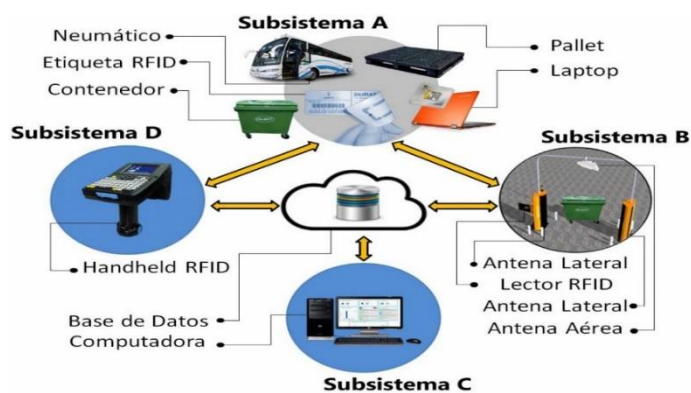 Subsistema A
Neumático
Etiqueta RFID
Contenedor
Pallet
Laptop
Subsistema D
Subsistema B
Handheld RFID
Antena Lateral
Lector RFID
Antena Lateral
Antena Aérea
Base de Datos
Computadora
Subsistema C